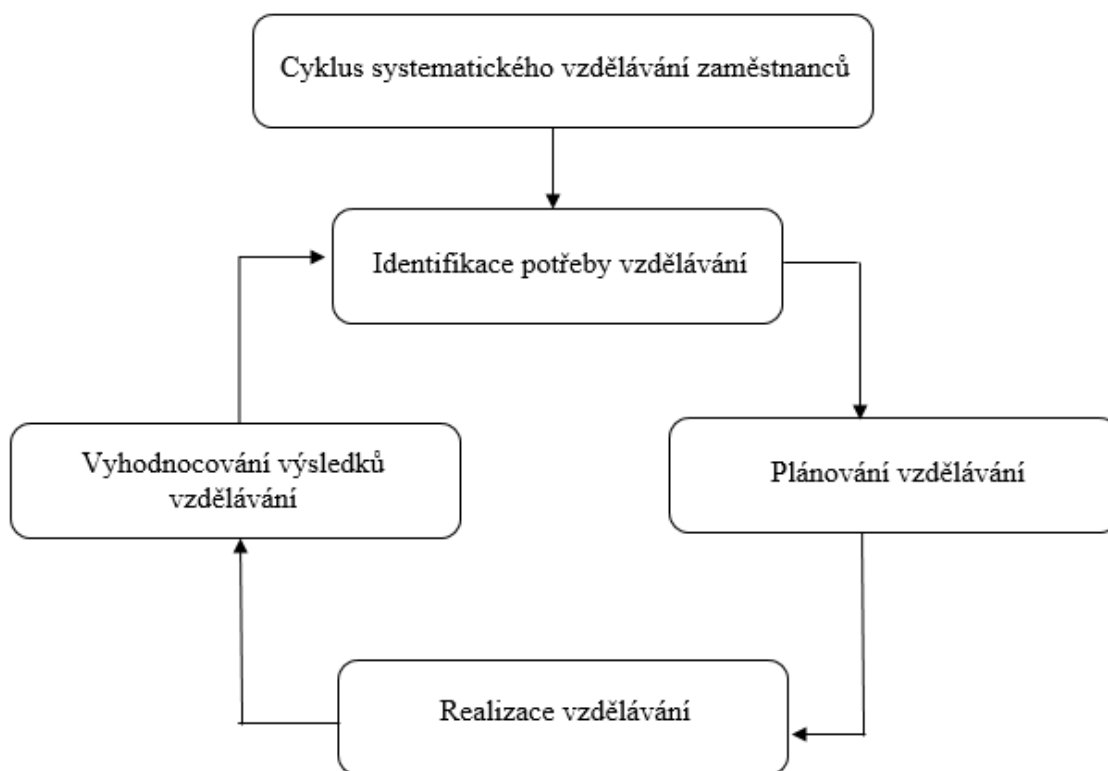 Cyklus systematického vzdělávání zaměstnanců
Identifikace potřeby vzdělávání
Vyhodnocování výsledků
vzdělávání
Plánování vzdělávání
Realizace vzdělávání